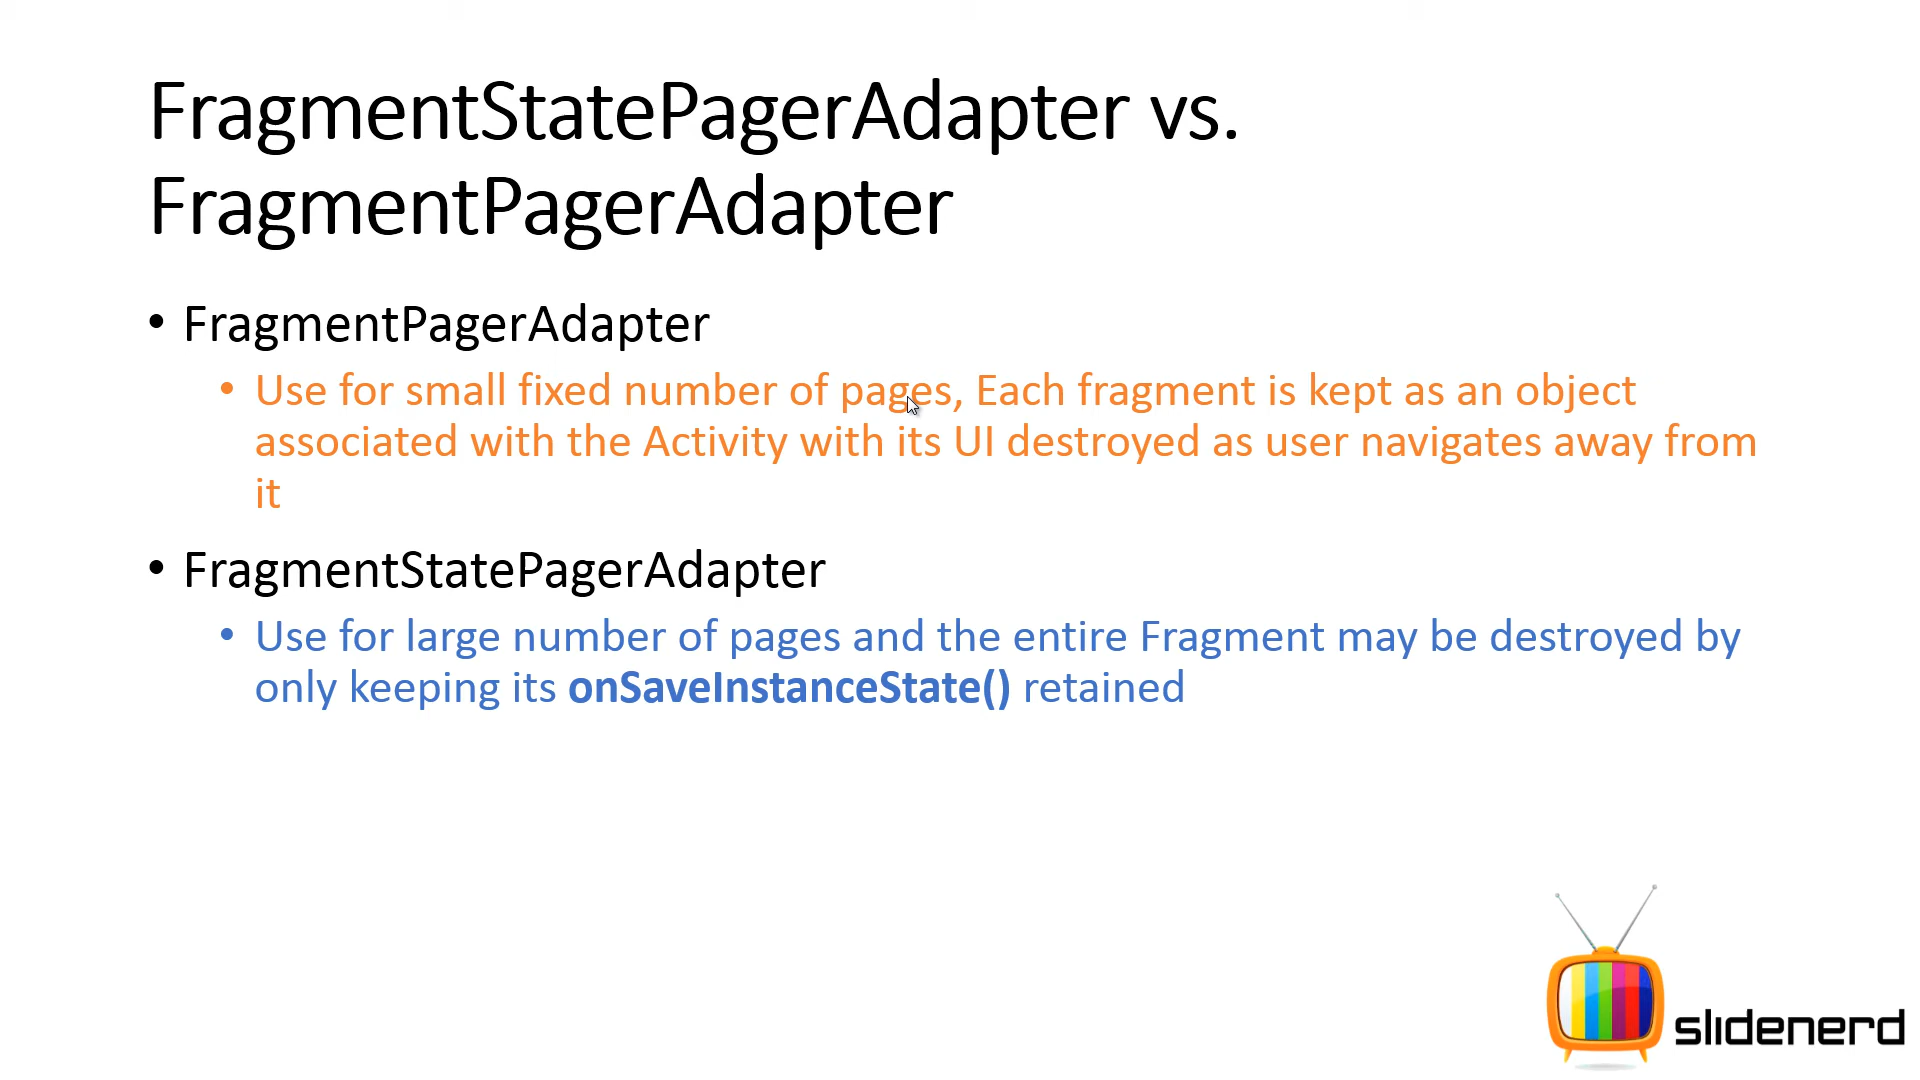 FragmentStatePagerAdapter vs.
FragmentPagerAdapter
• FragmentPagerAdapter
• Use for small fixed number of pages, Each fragment is kept as an object
associated with the Activity with its UI destroyed as user navigates away from
it
• FragmentStatePagerAdapter
• Use for large number of pages and the entire Fragment may be destroyed by
only keeping its onSaveInstanceState() retained
slidenerd